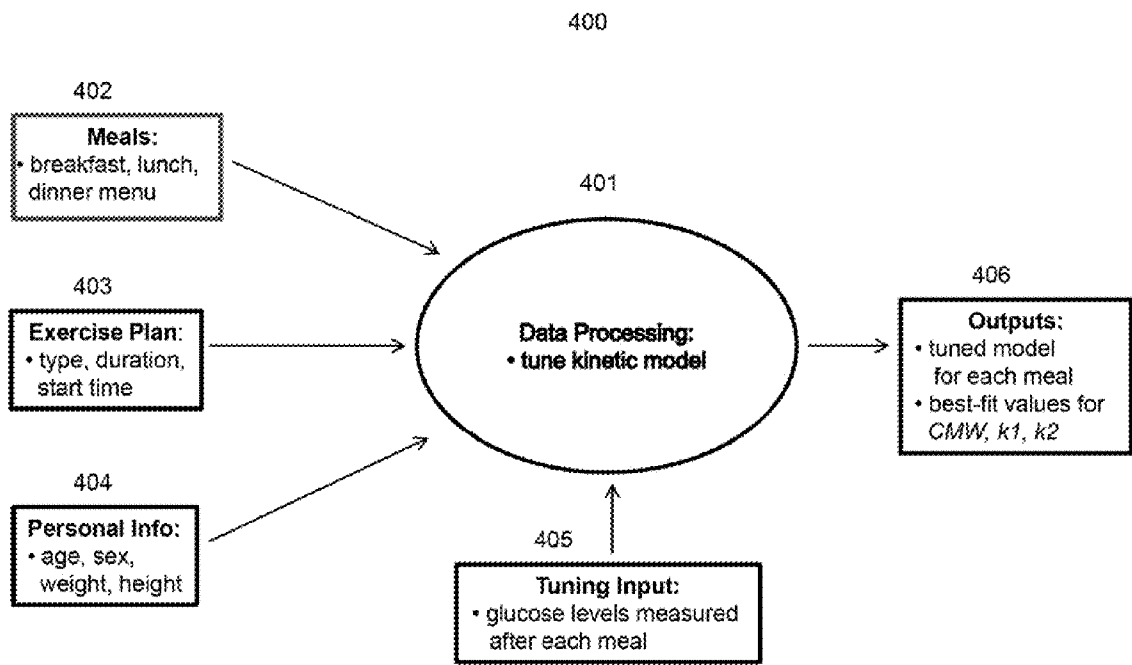 400
402
Meals:
• breakfast, lunch,
dinner menu
403
Exercise Plan:
• type, duration,
start time
404
Personal Info:
• age, sex,
weight, height
401
Data Processing:
• tune kinetic model
405
Tuning Input:
• glucose levels measured
after each meal
406
Outputs:
• tuned model
for each meal
• best-fit values for
CMW, k1, k2